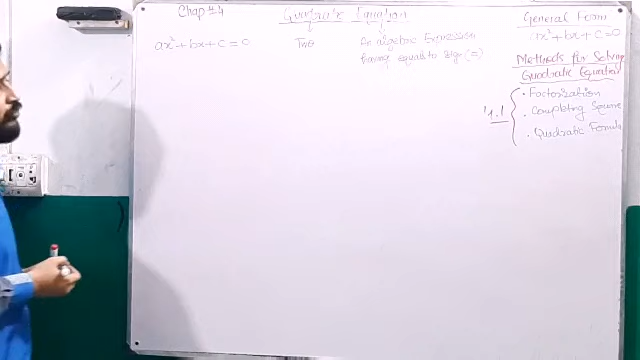 Chap # 4
Quadratic Equation
ax² + bx + c = 0
Two
An algebraic Expression
having equals to sign (=)
General Form
ax² + bx + c = 0
Methods for Solving
Quadratic Equation
4.1
. Factorization
. Completing Square
. Quadratic Formula